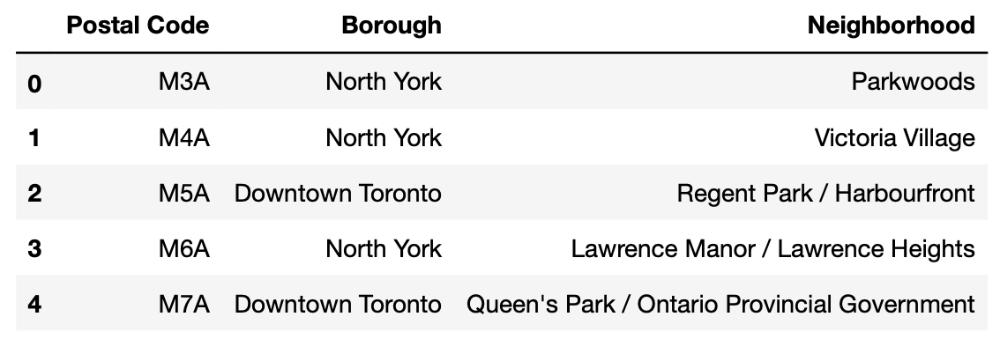 Postal Code Borough Neighborhood
0 M3A North York Parkwoods
1 M4A North York Victoria Village
2 M5A Downtown Toronto Regent Park / Harbourfront
3 M6A North York Lawrence Manor / Lawrence Heights
4 M7A Downtown Toronto Queen's Park / Ontario Provincial Government